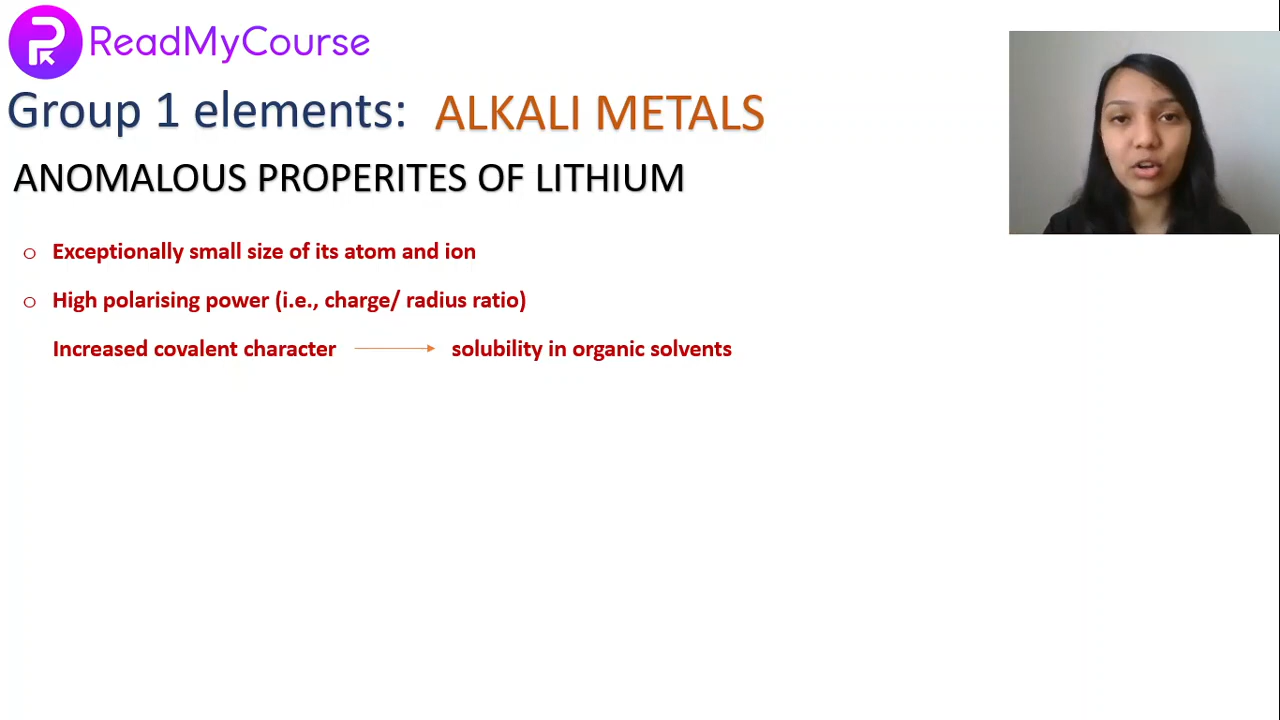 ReadMyCourse
Group 1 elements: ALKALI METALS
ANOMALOUS PROPERITES OF LITHIUM
o Exceptionally small size of its atom and ion
o High polarising power (i.e., charge/ radius ratio)
Increased covalent character → solubility in organic solvents